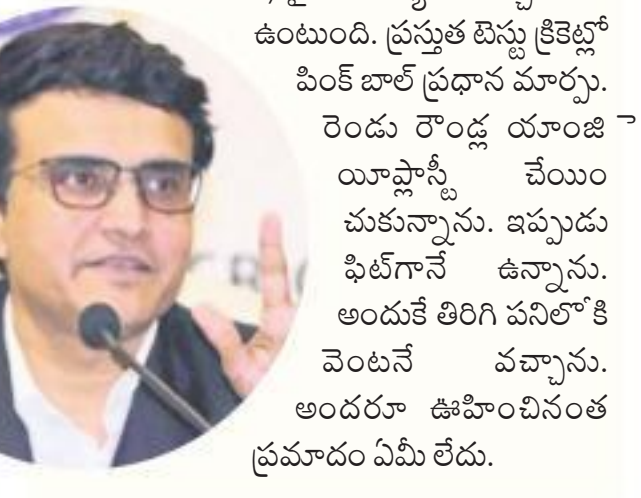 ఉంటుంది. ప్రస్తుత టెస్టు క్రికెట్లో
పింక్ బాల్ ప్రధాన మార్పు.
రెండు రౌండ్ల యాంజి ై
యీప్లాస్టీ చేయిం
చుకున్నాను. ఇప్పుడు
ఫిట్‌గానే ఉన్నాను.
అందుకే తిరిగి పనిలోకి
వెంటనే వచ్చాను.
అందరూ ఊహించినంత
ప్రమాదం ఏమీ లేదు.